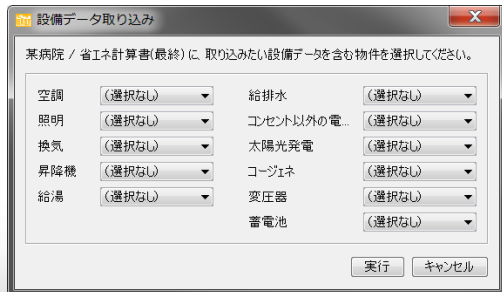 設備データ取り込み
某病院 / 省エネ計算書(最終) に、取り込みたい設備データを含む物件を選択してください。
空調 (選択なし) 給排水 (選択なし)
照明 (選択なし) コンセント以外の電... (選択なし)
換気 (選択なし) 太陽光発電 (選択なし)
昇降機 (選択なし) コージェネ (選択なし)
給湯 (選択なし) 変圧器 (選択なし)
蓄電池 (選択なし)
実行 キャンセル